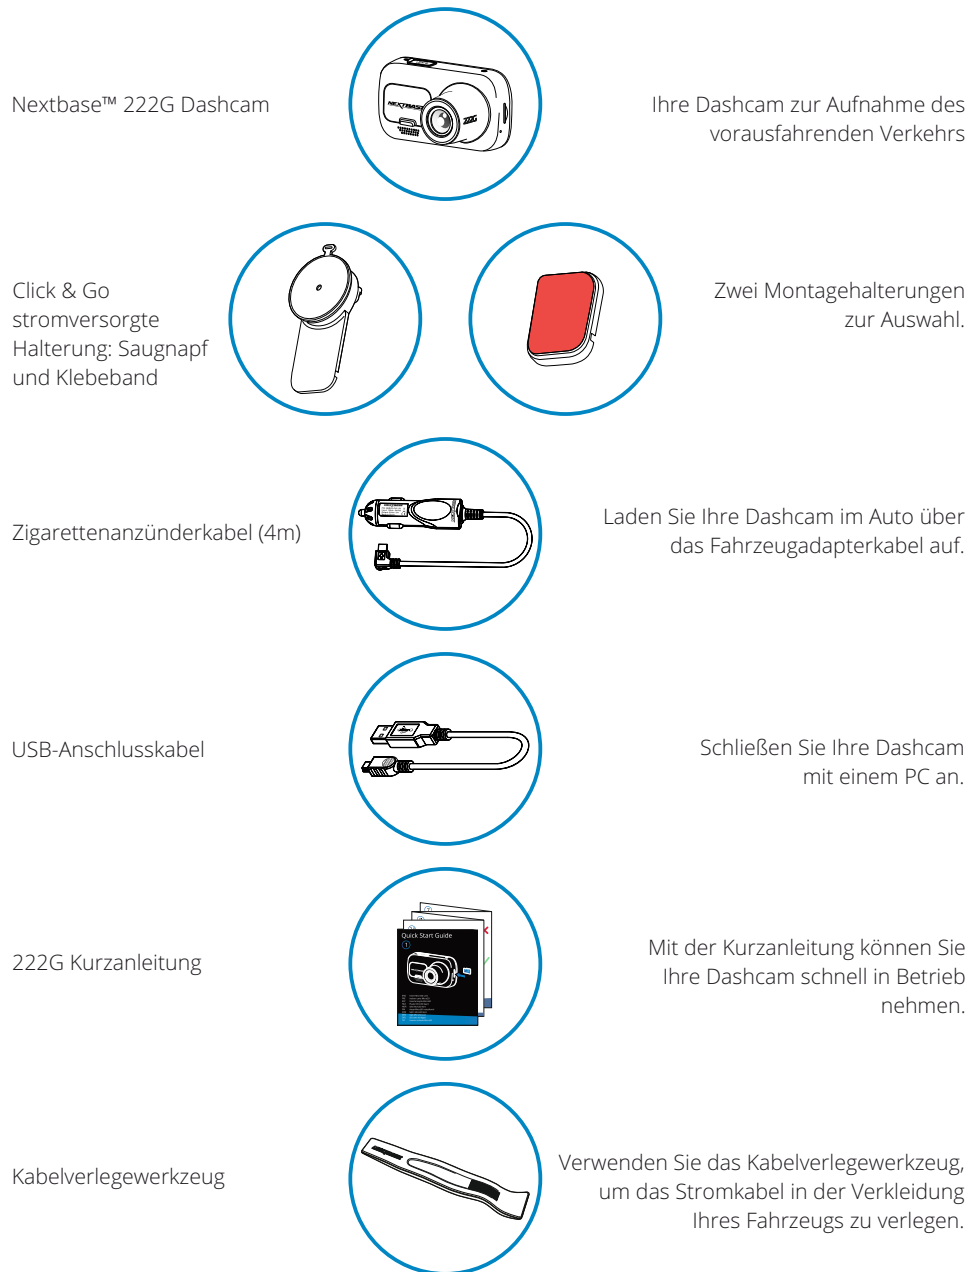 Nextbase™ 222G Dashcam
NEXTBASE
222G
Ihre Dashcam zur Aufnahme des
vorausfahrenden Verkehrs
Click & Go
stromversorgte
Halterung: Saugnapf
und Klebeband
Zwei Montagehalterungen
zur Auswahl.
Zigarettenanzünderkabel (4m)
Laden Sie Ihre Dashcam im Auto über
das Fahrzeugadapterkabel auf.
USB-Anschlusskabel
Schließen Sie Ihre Dashcam
mit einem PC an.
222G Kurzanleitung
Quick Start Guide
1
Mit der Kurzanleitung können Sie
Ihre Dashcam schnell in Betrieb
nehmen.
Kabelverlegewerkzeug
Verwenden Sie das Kabelverlegewerkzeug,
um das Stromkabel in der Verkleidung
Ihres Fahrzeugs zu verlegen.